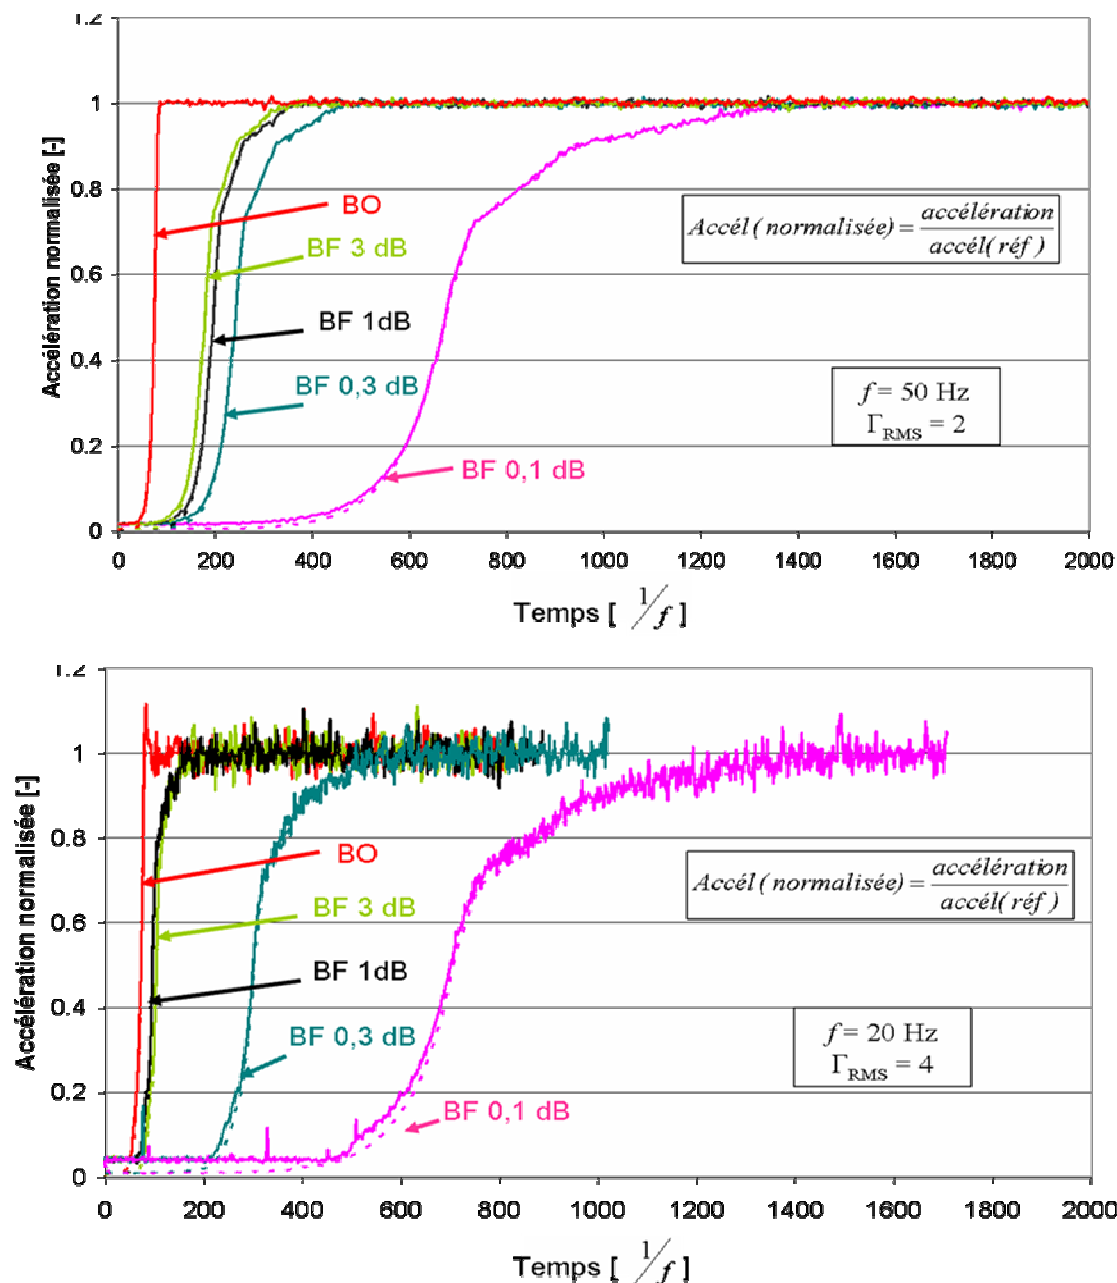 1.2
1
0.8
0.6
0.4
0.2
0
Accélération normalisée [-]
BO
BF 3 dB
BF 1dB
BF 0,3 dB
BF 0,1 dB
Accél(normalisée) = accélération / accél(réf)
f = 50 Hz
Γ_RMS = 2
0 200 400 600 800 1000 1200 1400 1600 1800 2000
Temps [ 1/f ]
1.2
1
0.8
0.6
0.4
0.2
0
Accélération normalisée [-]
BO
BF 3 dB
BF 1dB
BF 0,3 dB
BF 0,1 dB
Accél(normalisée) = accélération / accél(réf)
f = 20 Hz
Γ_RMS = 4
0 200 400 600 800 1000 1200 1400 1600 1800 2000
Temps [ 1/f ]